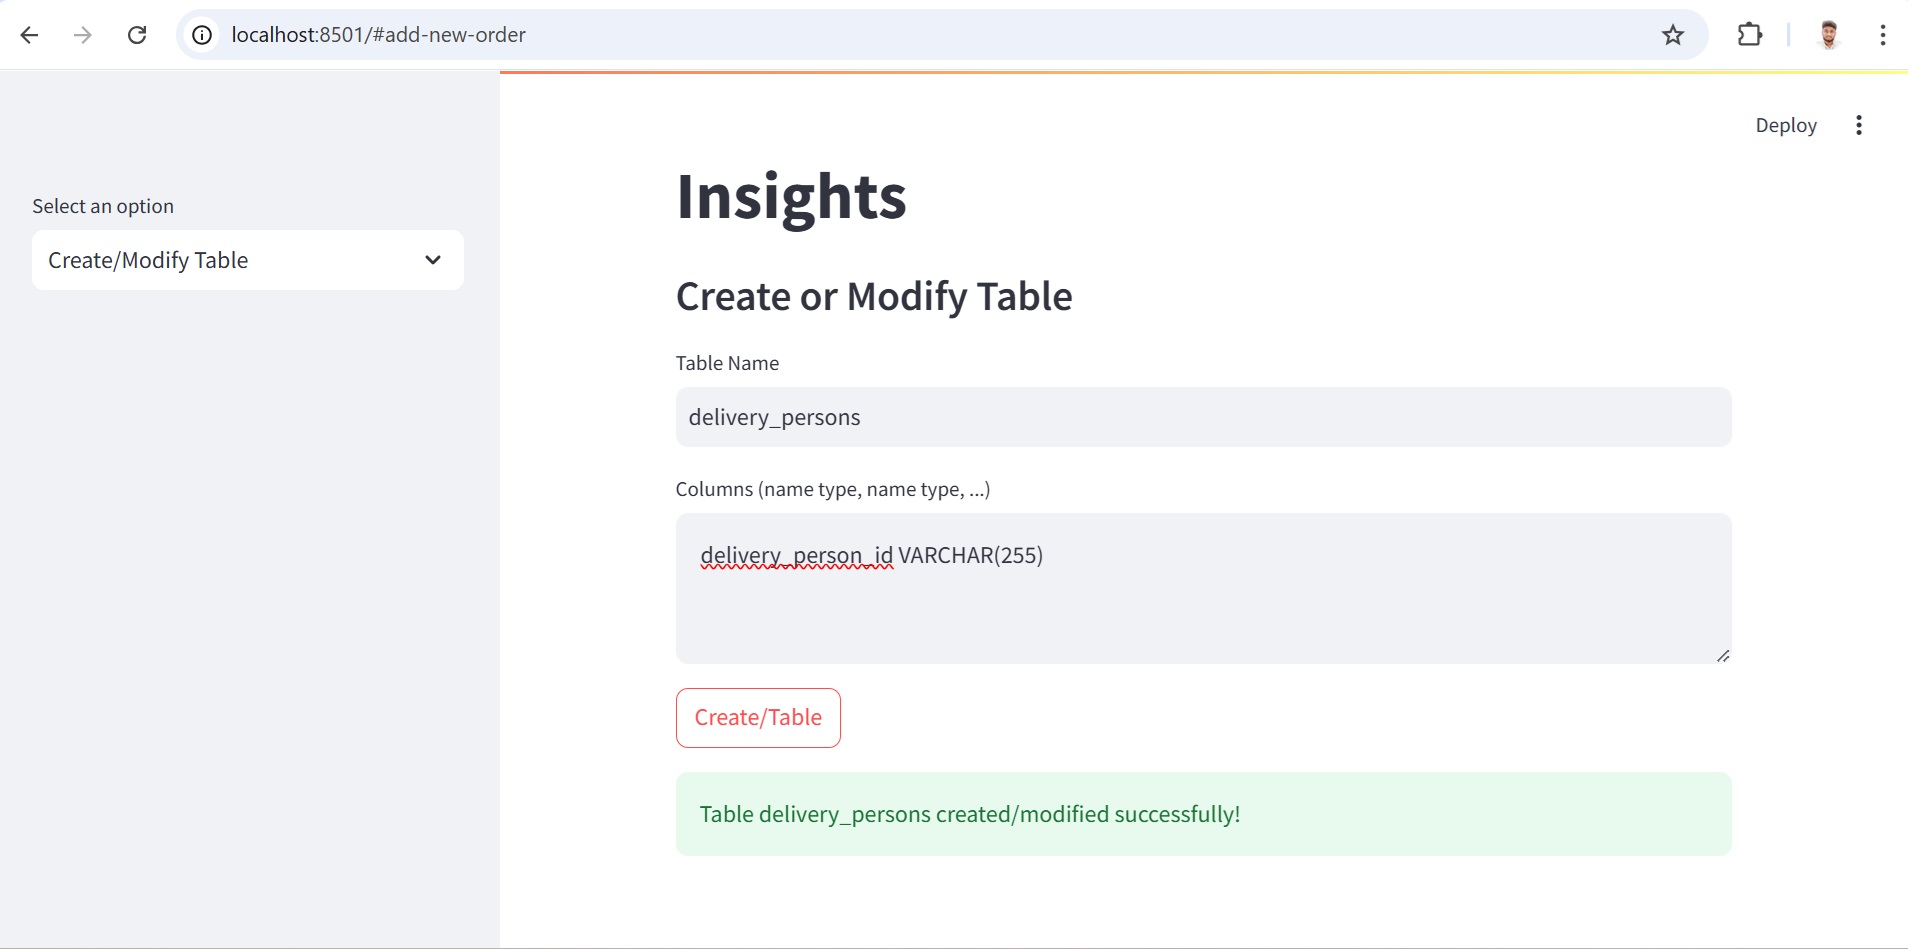 localhost:8501/#add-new-order
Deploy
Select an option
Create/Modify Table
Insights
Create or Modify Table
Table Name
delivery_persons
Columns (name type, name type, ...)
delivery_person_id VARCHAR(255)
Create/Table
Table delivery_persons created/modified successfully!